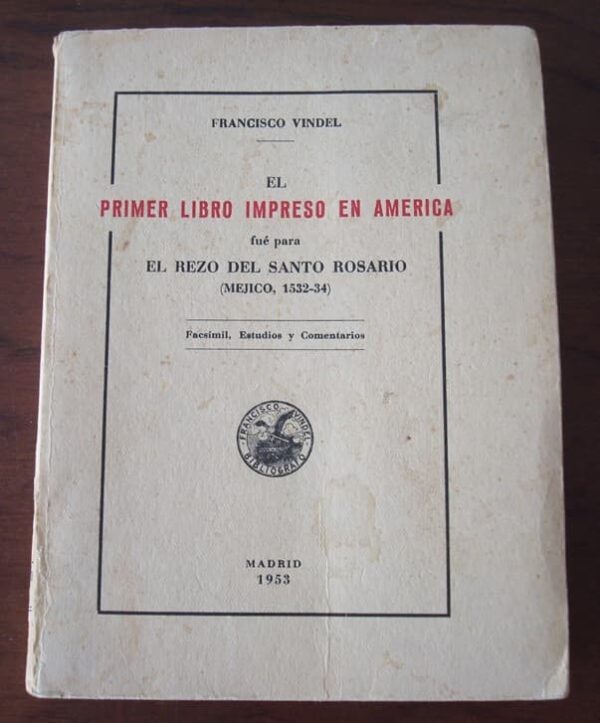 FRANCISCO VINDEL
EL
PRIMER LIBRO IMPRESO EN AMERICA
fué para
EL REZO DEL SANTO ROSARIO
(MEJICO, 1532-34)
Facsímil, Estudios y Comentarios
FRANCISCO VINDEL
BIBLIOGRAFO
MADRID
1953